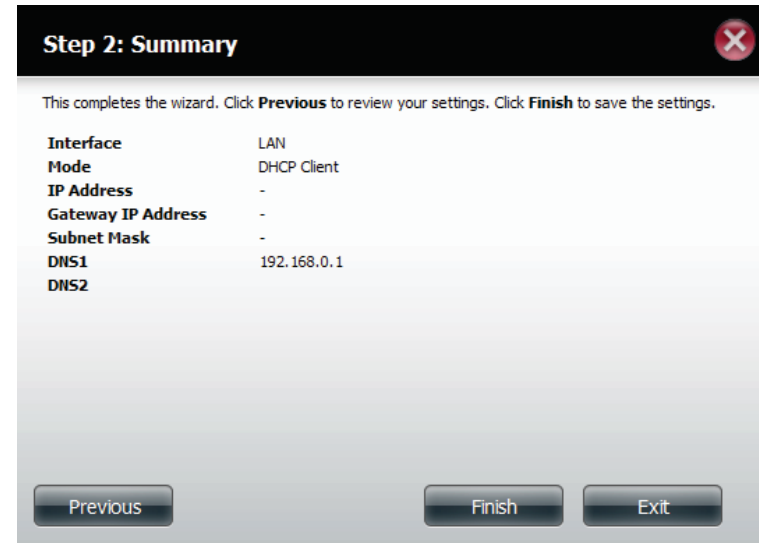 Step 2: Summary
This completes the wizard. Click Previous to review your settings. Click Finish to save the settings.
Interface LAN
Mode DHCP Client
IP Address -
Gateway IP Address -
Subnet Mask -
DNS1 192.168.0.1
DNS2
Previous Finish Exit